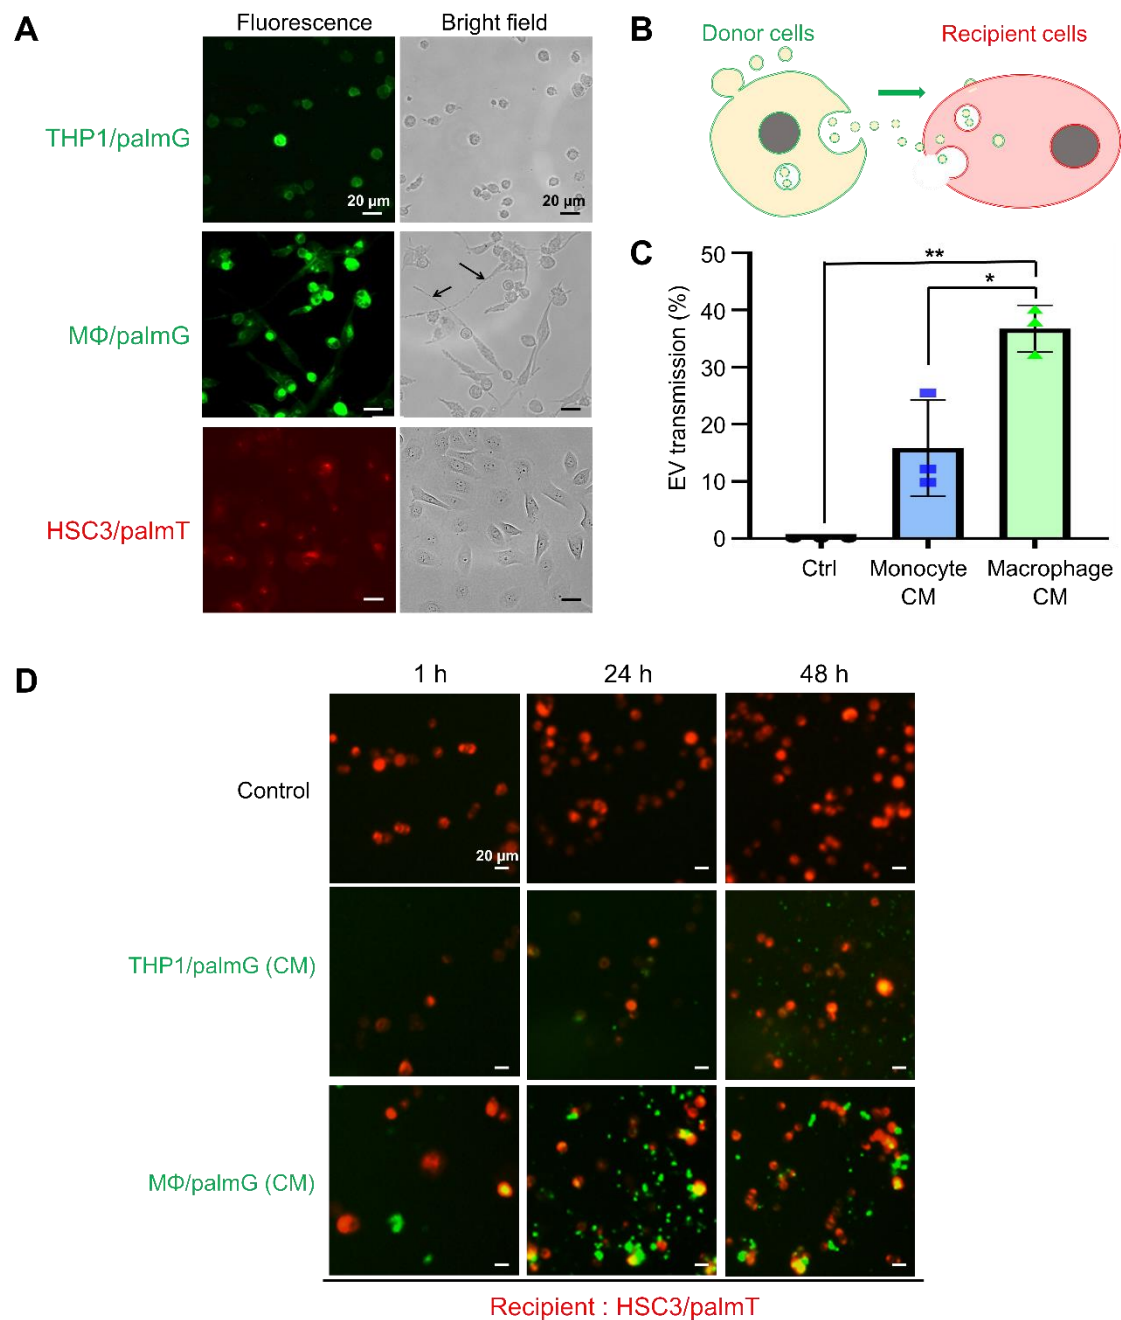 A
Fluorescence
Bright field
THP1/palmG
20 µm
20 µm
MΦ/palmG
HSC3/palmT
B
Donor cells
Recipient cells
C
EV transmission (%)
50
40
30
20
10
0
**
*
Ctrl
Monocyte
CM
Macrophage
CM
D
1 h
24 h
48 h
Control
20 µm
THP1/palmG (CM)
MΦ/palmG (CM)
Recipient : HSC3/palmT